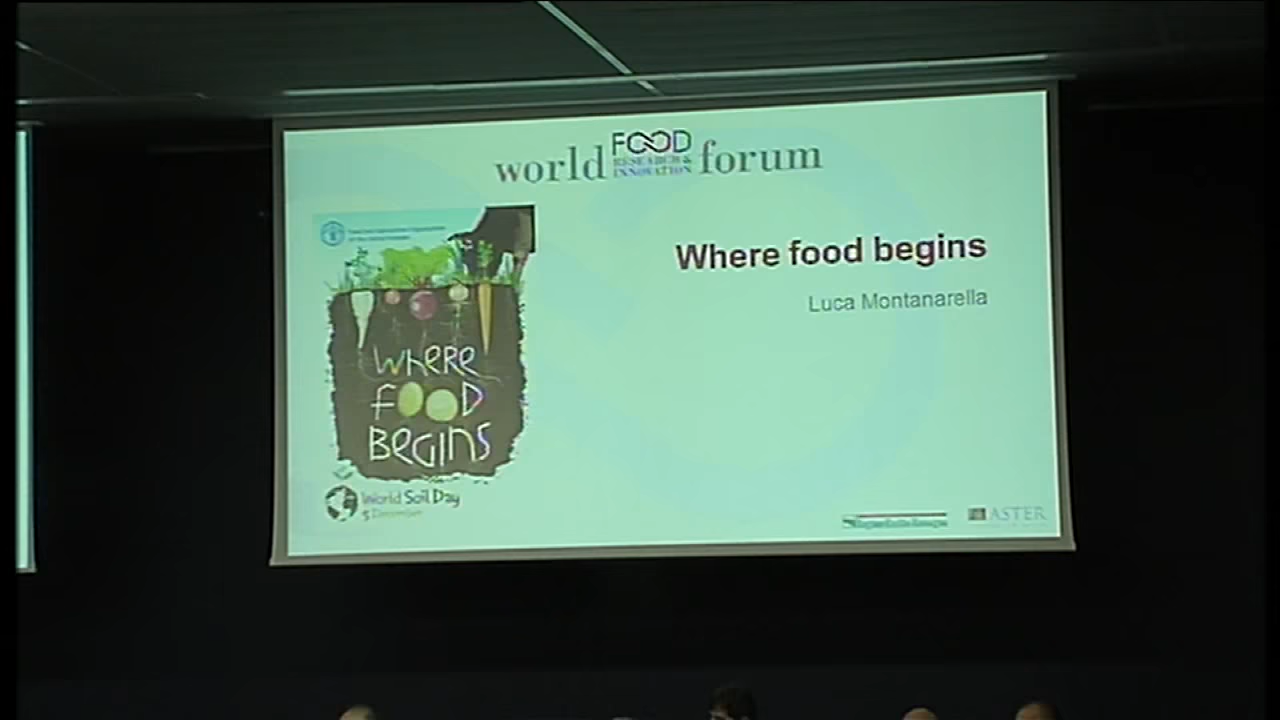 world FOOD forum
RESEARCH &
INNOVATION
Where food begins
Luca Montanarella
WHERE
FOOD
BEGINS
World Soil Day
5 December
ASTER